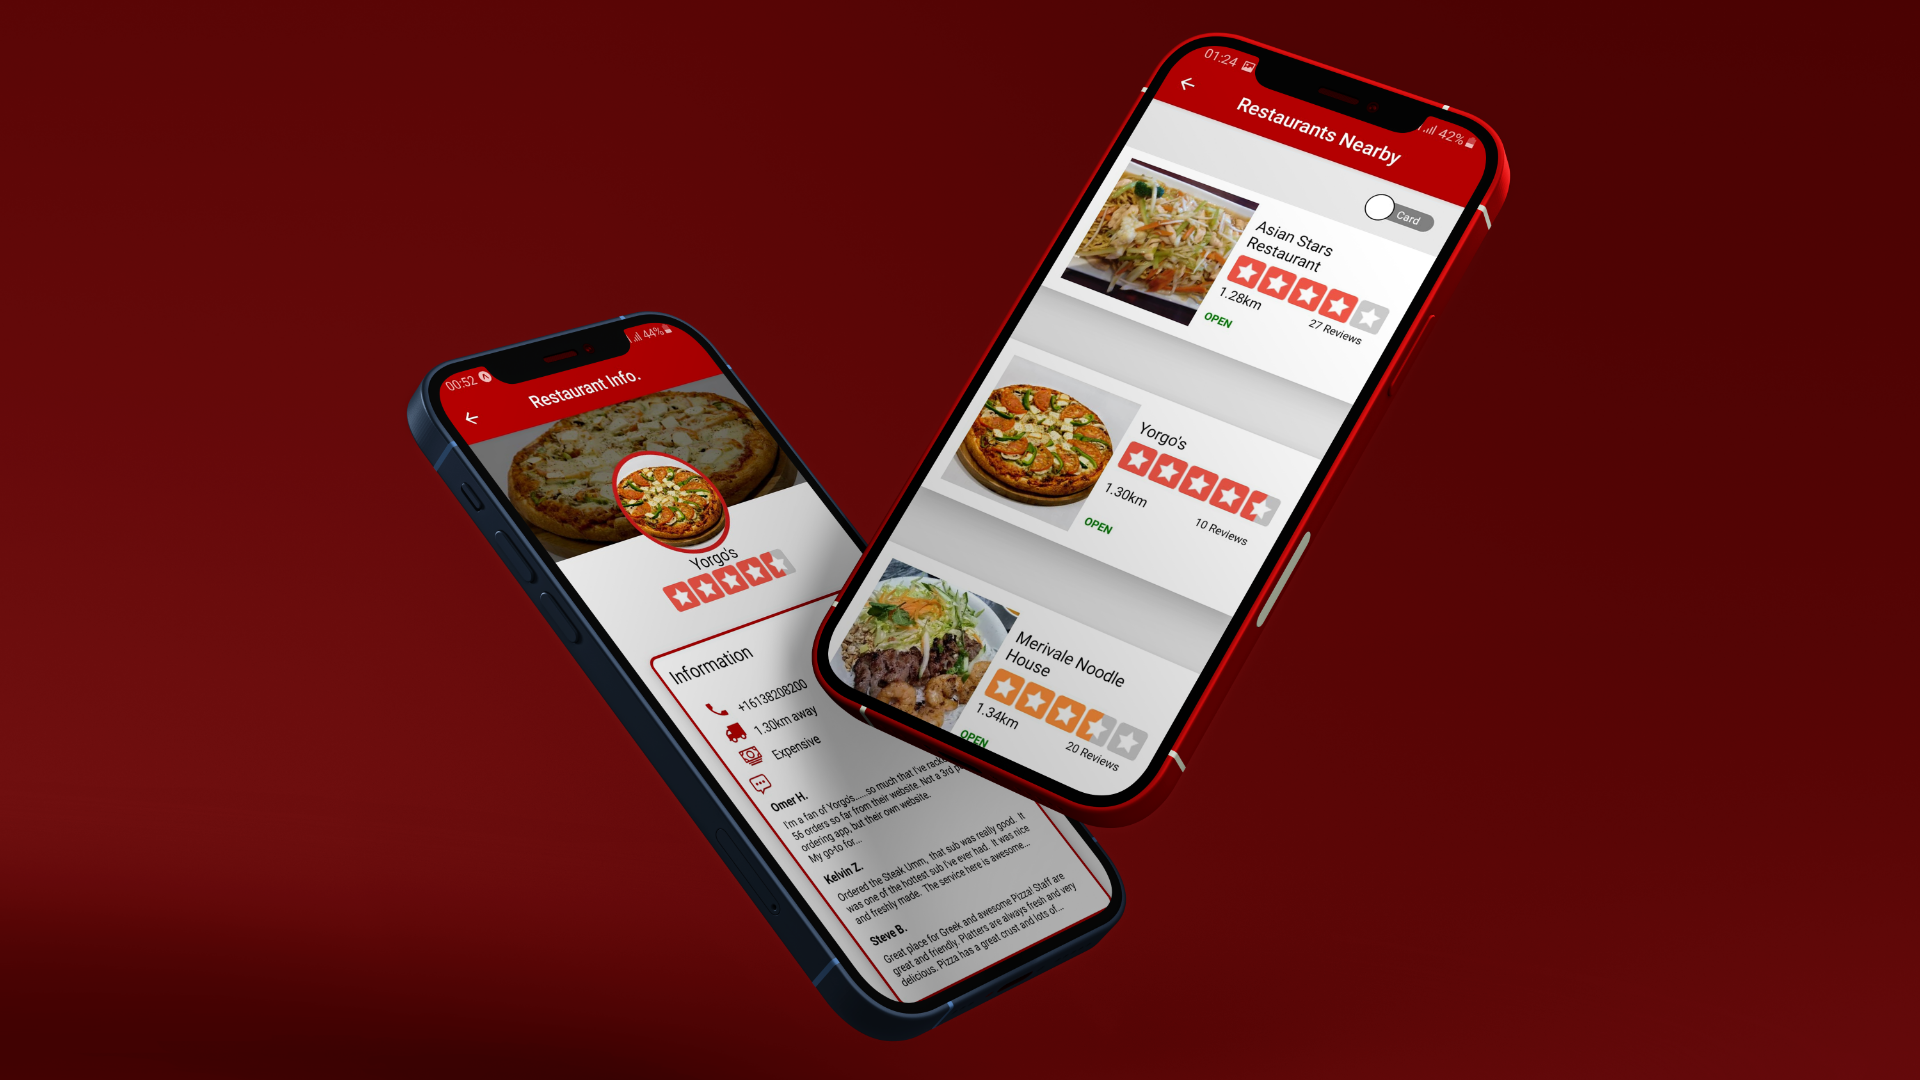 00:52
44%
Restaurant Info.
Yorgo's
Information
+16138208200
1.30km away
Expensive
Omer H.
I'm a fan of Yorgo's.....so much that I've
56 orders so far from their website. Not a 3rd
ordering app, but their own website.
My go-to for...
Kelvin Z.
Ordered the Steak Umm, that sub was really good. It
was one of the hottest sub I've ever had. It was nice
and freshly made. The service here is awesome...
Steve B.
Great place for Greek and awesome Pizza! Staff are
great and friendly. Platters are always fresh and very
delicious. Pizza has a great crust and lots of...
01:24
42%
Restaurants Nearby
Card
Asian Stars
Restaurant
1.28km
27 Reviews
OPEN
Yorgo's
1.30km
10 Reviews
OPEN
Merivale Noodle
House
1.34km
20 Reviews
OPEN